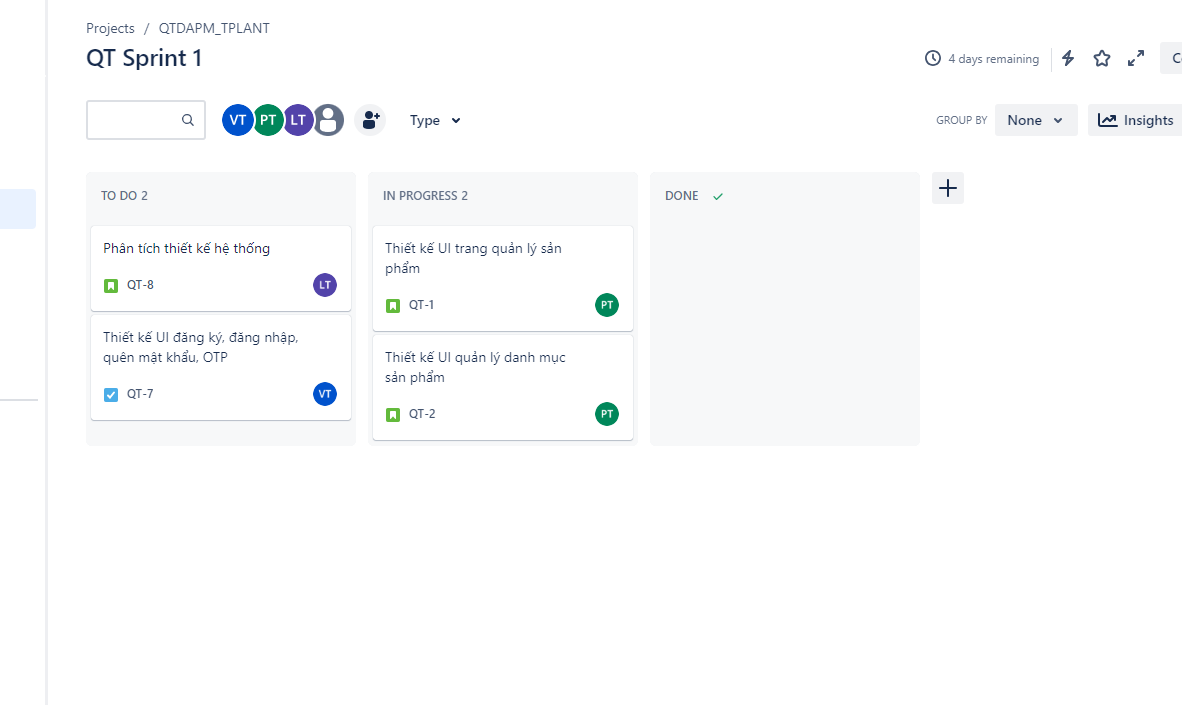 Projects / QTDAPM_TPLANT
QT Sprint 1
4 days remaining
VT PT LT
Type
GROUP BY None
Insights
TO DO 2
Phân tích thiết kế hệ thống
QT-8 LT
Thiết kế UI đăng ký, đăng nhập,
quên mật khẩu, OTP
QT-7 VT
IN PROGRESS 2
Thiết kế UI trang quản lý sản
phẩm
QT-1 PT
Thiết kế UI quản lý danh mục
sản phẩm
QT-2 PT
DONE